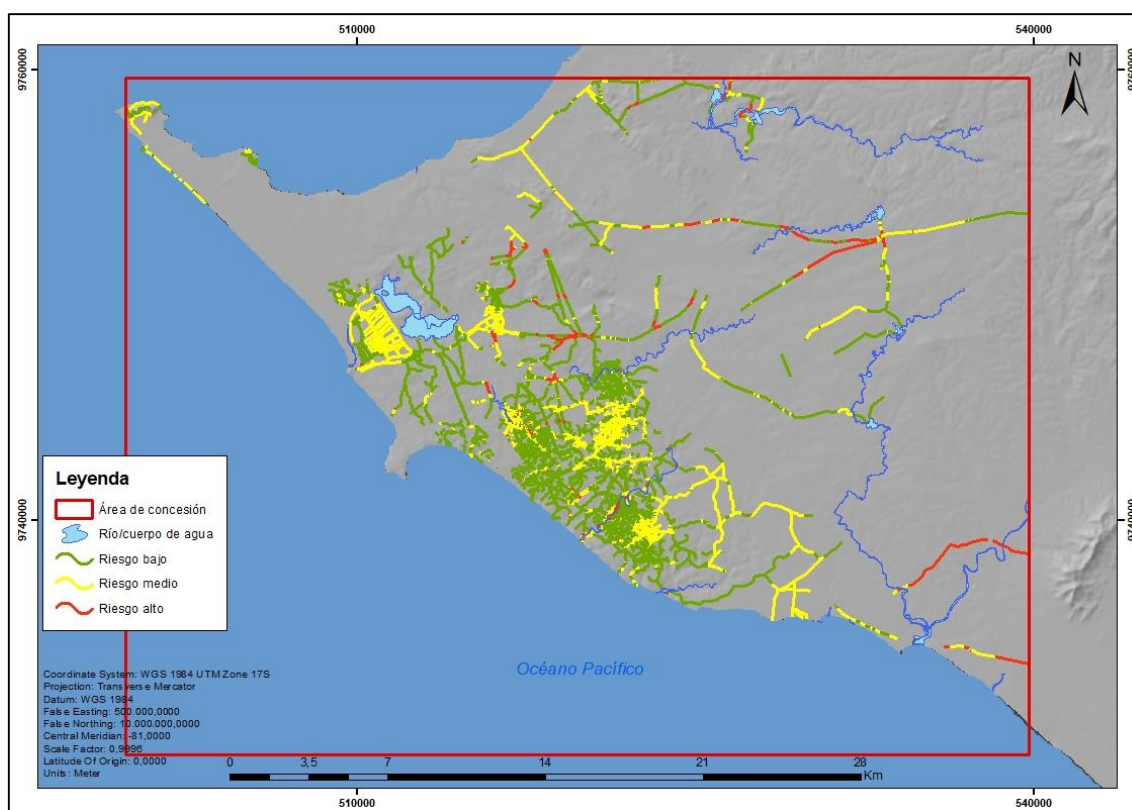 510000
540000
9760000
9760000
N
Leyenda
Área de concesión
Río/cuerpo de agua
Riesgo bajo
Riesgo medio
Riesgo alto
9740000
9740000
Océano Pacífico
Coordinate System: WGS 1984 UTM Zone 17S
Projection: Transverse Mercator
Datum: WGS 1984
False Easting: 500.000,0000
False Northing: 10.000.000,0000
Central Meridian: -81,0000
Scale Factor: 0,9996
Latitude Of Origin: 0,0000
Units: Meter
0 3,5 7 14 21 28
Km
510000
540000